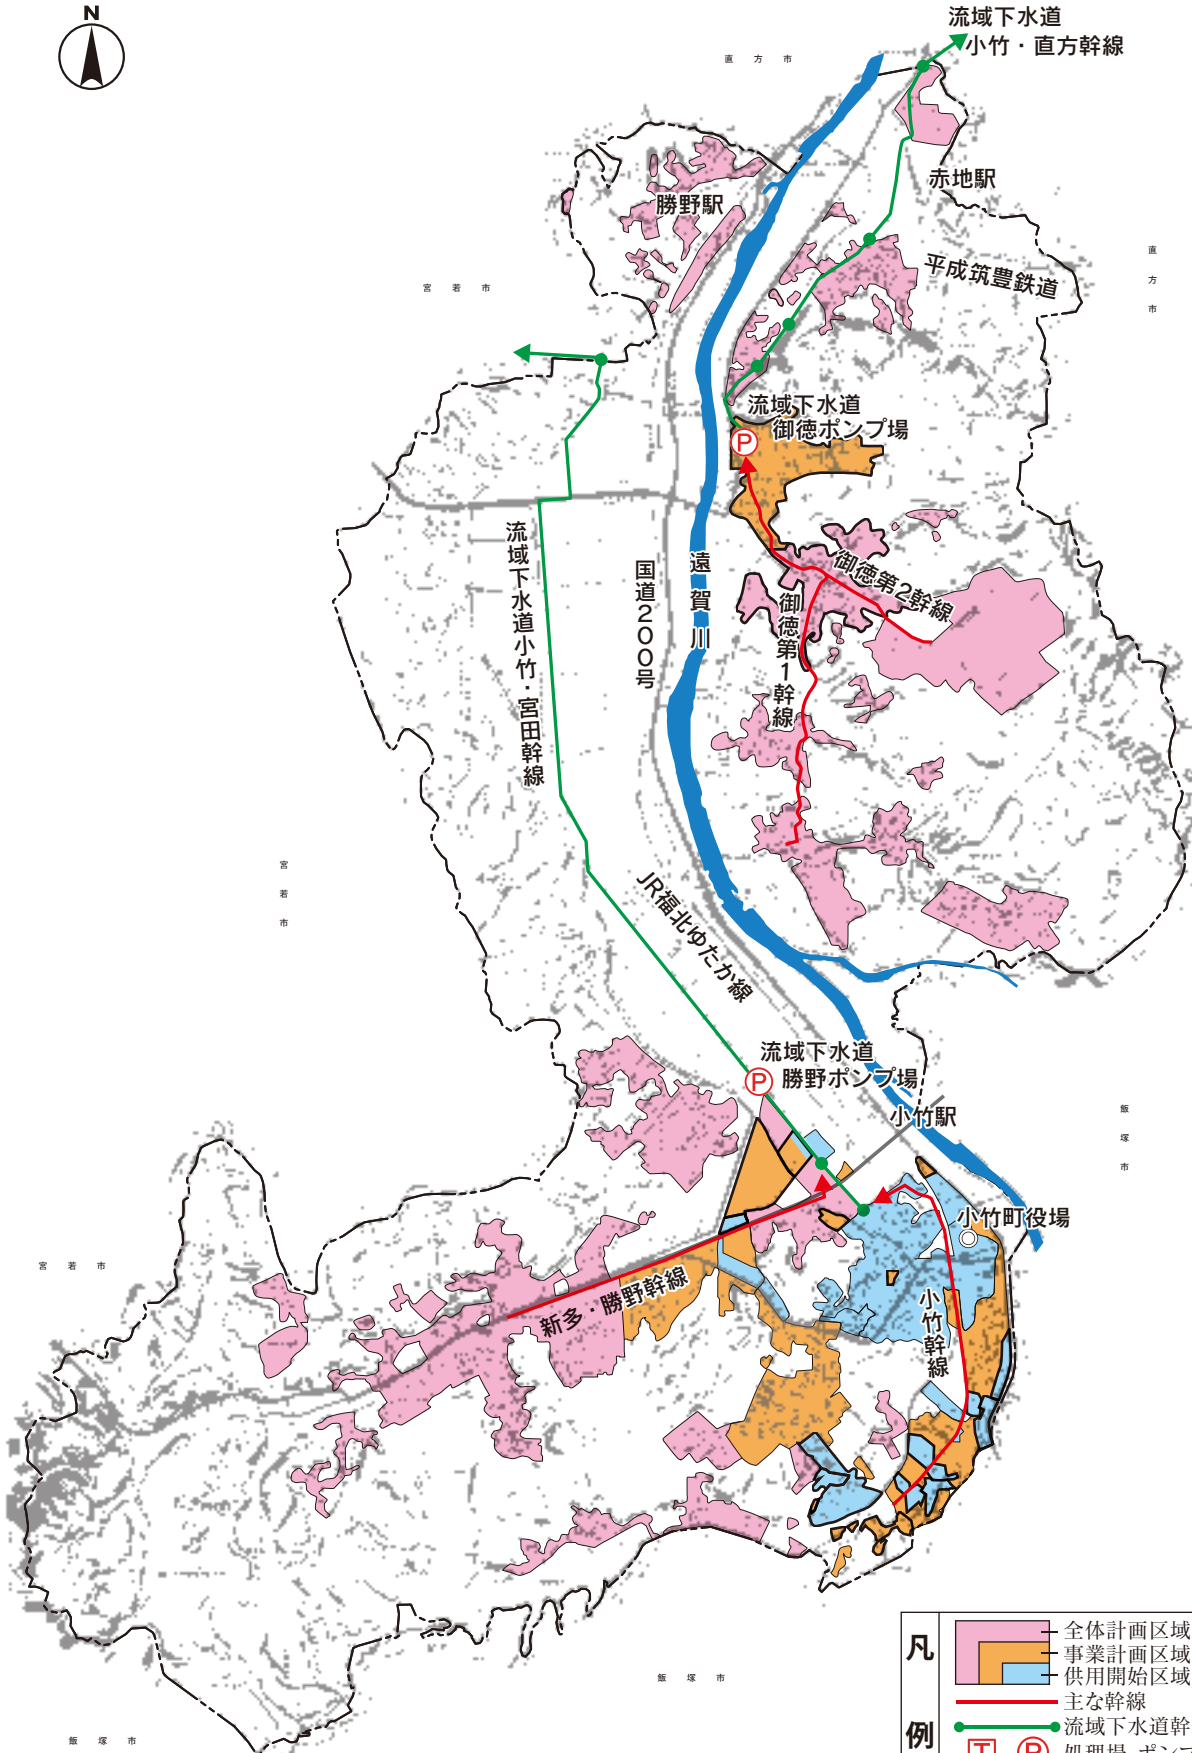 N
流域下水道
小竹・直方幹線
直方市
赤地駅
勝野駅
平成筑豊鉄道
直方市
宮若市
流域下水道
御徳ポンプ場
P
流域下水道小竹・宮田幹線
国道200号
遠賀川
御徳第2幹線
御徳第1幹線
宮若市
JR福北ゆたか線
流域下水道
勝野ポンプ場
P
小竹駅
飯塚市
小竹町役場
宮若市
新多・勝野幹線
小竹幹線
飯塚市
飯塚市
凡例
全体計画区域
事業計画区域
供用開始区域
主な幹線
流域下水道幹
T P 処理場 ポンプ